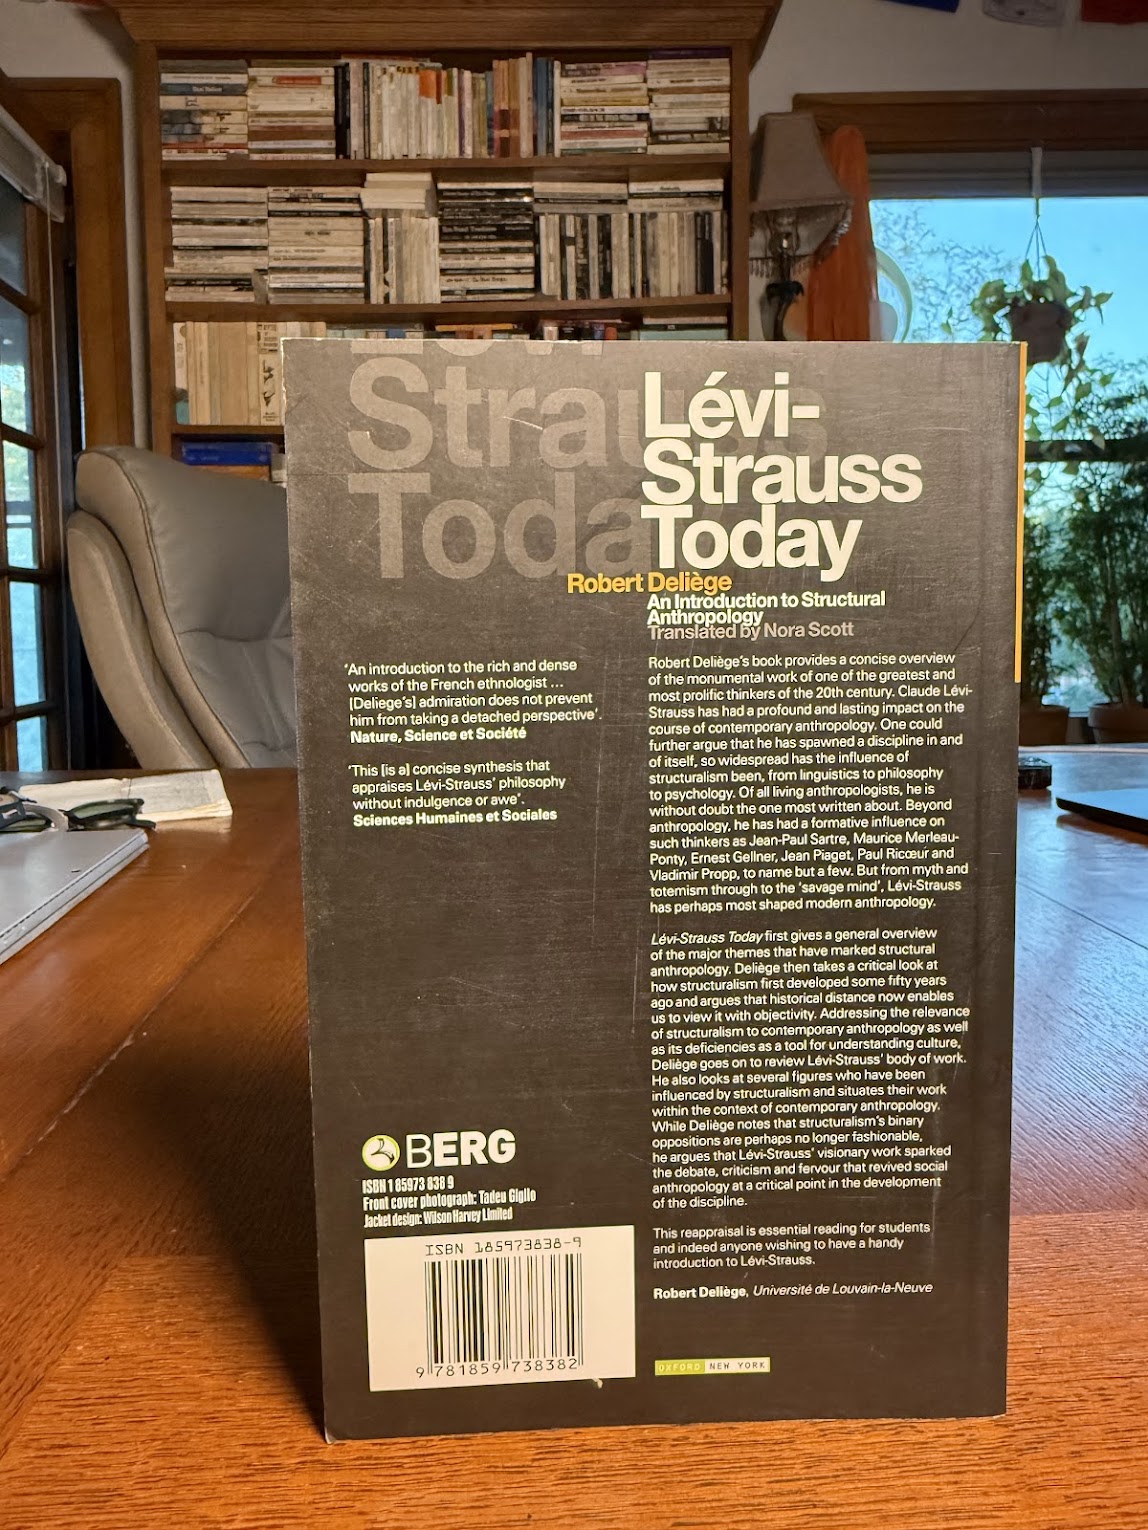 Strauss
Today
Lévi-
Strauss
Today
Robert Deliège
An Introduction to Structural
Anthropology
Translated by Nora Scott
'An introduction to the rich and dense
works of the French ethnologist ...
[Deliege's] admiration does not prevent
him from taking a detached perspective'.
Nature, Science et Société
'This [is a] concise synthesis that
appraises Lévi-Strauss' philosophy
without indulgence or awe'.
Sciences Humaines et Sociales
Robert Deliège's book provides a concise overview
of the monumental work of one of the greatest and
most prolific thinkers of the 20th century. Claude Lévi-
Strauss has had a profound and lasting impact on the
course of contemporary anthropology. One could
further argue that he has spawned a discipline in and
of itself, so widespread has the influence of
structuralism been, from linguistics to philosophy
to psychology. Of all living anthropologists, he is
without doubt the one most written about. Beyond
anthropology, he has had a formative influence on
such thinkers as Jean-Paul Sartre, Maurice Merleau-
Ponty, Ernest Gellner, Jean Piaget, Paul Ricœur and
Vladimir Propp, to name but a few. But from myth and
totemism through to the 'savage mind', Lévi-Strauss
has perhaps most shaped modern anthropology.
Lévi-Strauss Today first gives a general overview
of the major themes that have marked structural
anthropology. Deliège then takes a critical look at
how structuralism first developed some fifty years
ago and argues that historical distance now enables
us to view it with objectivity. Addressing the relevance
of structuralism to contemporary anthropology as well
as its deficiencies as a tool for understanding culture,
Deliège goes on to review Lévi-Strauss' body of work.
He also looks at several figures who have been
influenced by structuralism and situates their work
within the context of contemporary anthropology.
While Deliège notes that structuralism's binary
oppositions are perhaps no longer fashionable,
he argues that Lévi-Strauss' visionary work sparked
the debate, criticism and fervour that revived social
anthropology at a critical point in the development
of the discipline.
This reappraisal is essential reading for students
and indeed anyone wishing to have a handy
introduction to Lévi-Strauss.
Robert Deliège, Université de Louvain-la-Neuve
BERG
ISBN 1 85973 838 9
Front cover photograph: Tadeu Giglio
Jacket design: Wilson Harvey Limited
ISBN 185973838-9
9 781859 738382
OXFORD NEW YORK